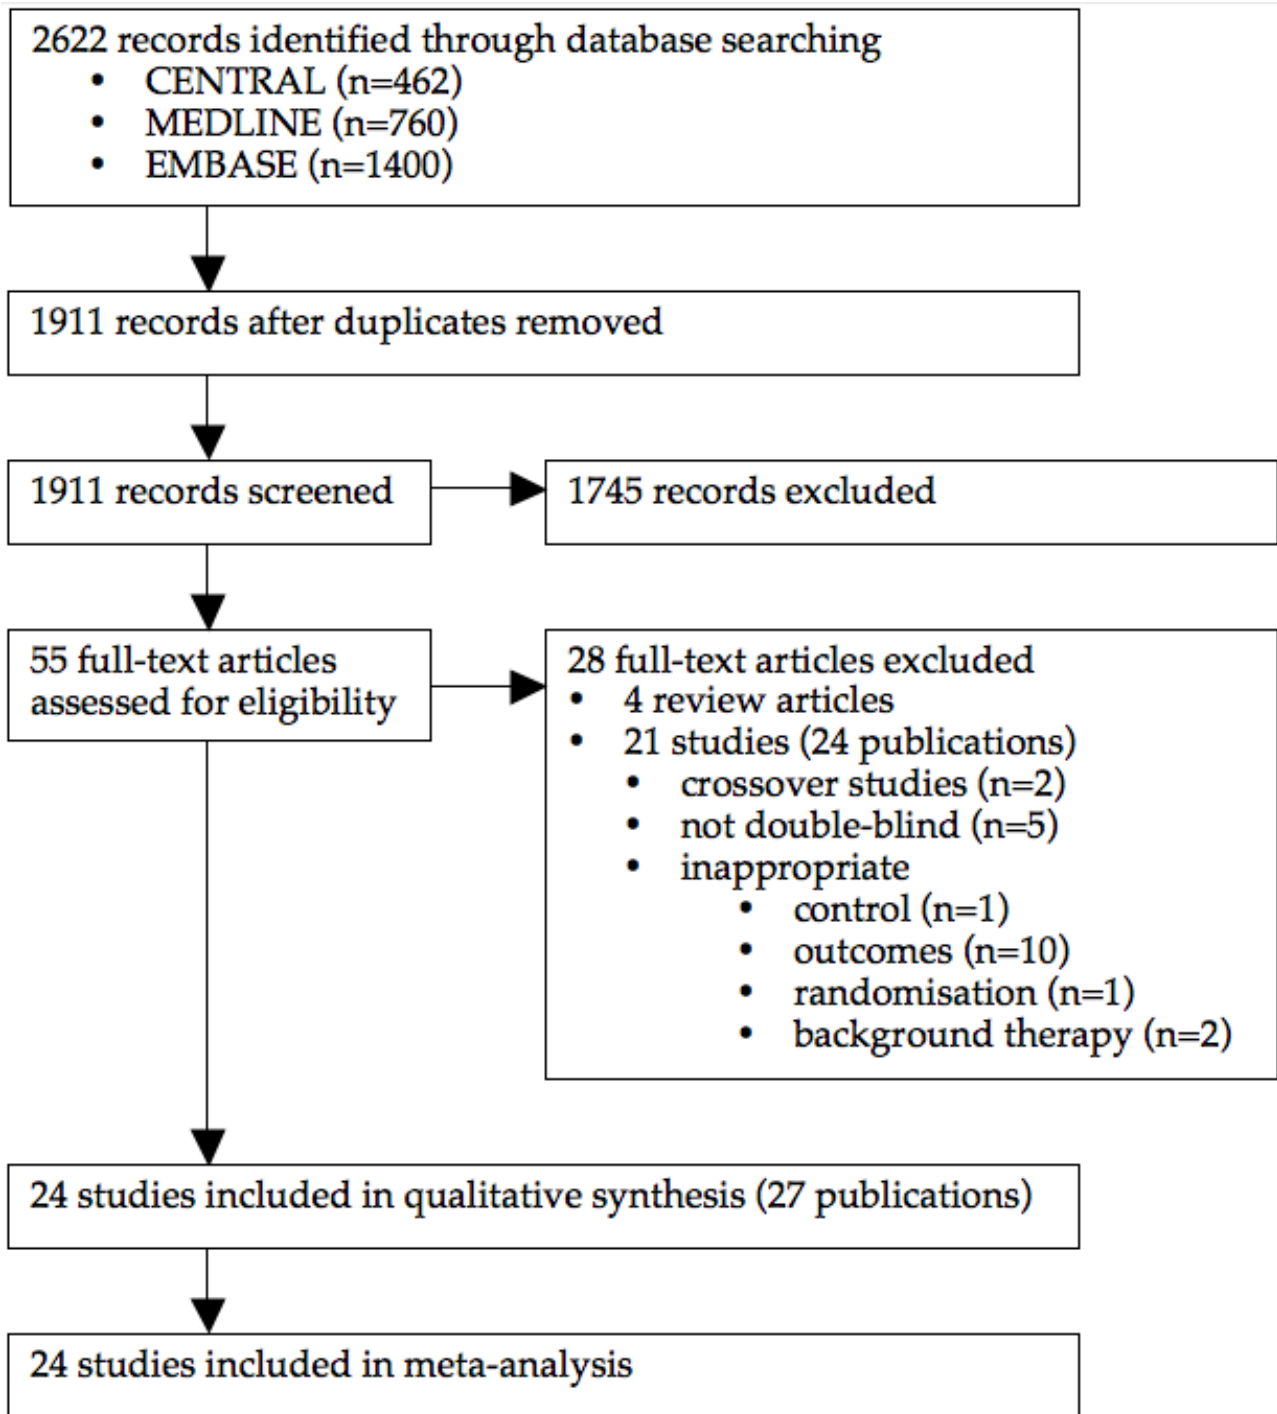 2622 records identified through database searching
• CENTRAL (n=462)
• MEDLINE (n=760)
• EMBASE (n=1400)
1911 records after duplicates removed
1911 records screened
1745 records excluded
55 full-text articles
assessed for eligibility
28 full-text articles excluded
• 4 review articles
• 21 studies (24 publications)
• crossover studies (n=2)
• not double-blind (n=5)
• inappropriate
• control (n=1)
• outcomes (n=10)
• randomisation (n=1)
• background therapy (n=2)
24 studies included in qualitative synthesis (27 publications)
24 studies included in meta-analysis